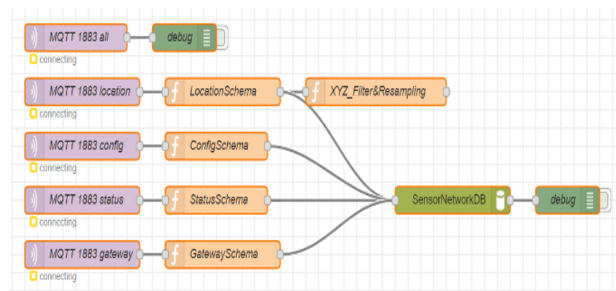 MQTT 1883 all
debug
connecting
MQTT 1883 location
LocationSchema
XYZ_Filter&Resampling
connecting
MQTT 1883 config
ConfigSchema
connecting
MQTT 1883 status
StatusSchema
SensorNetworkDB
debug
connecting
MQTT 1883 gateway
GatewaySchema
connecting